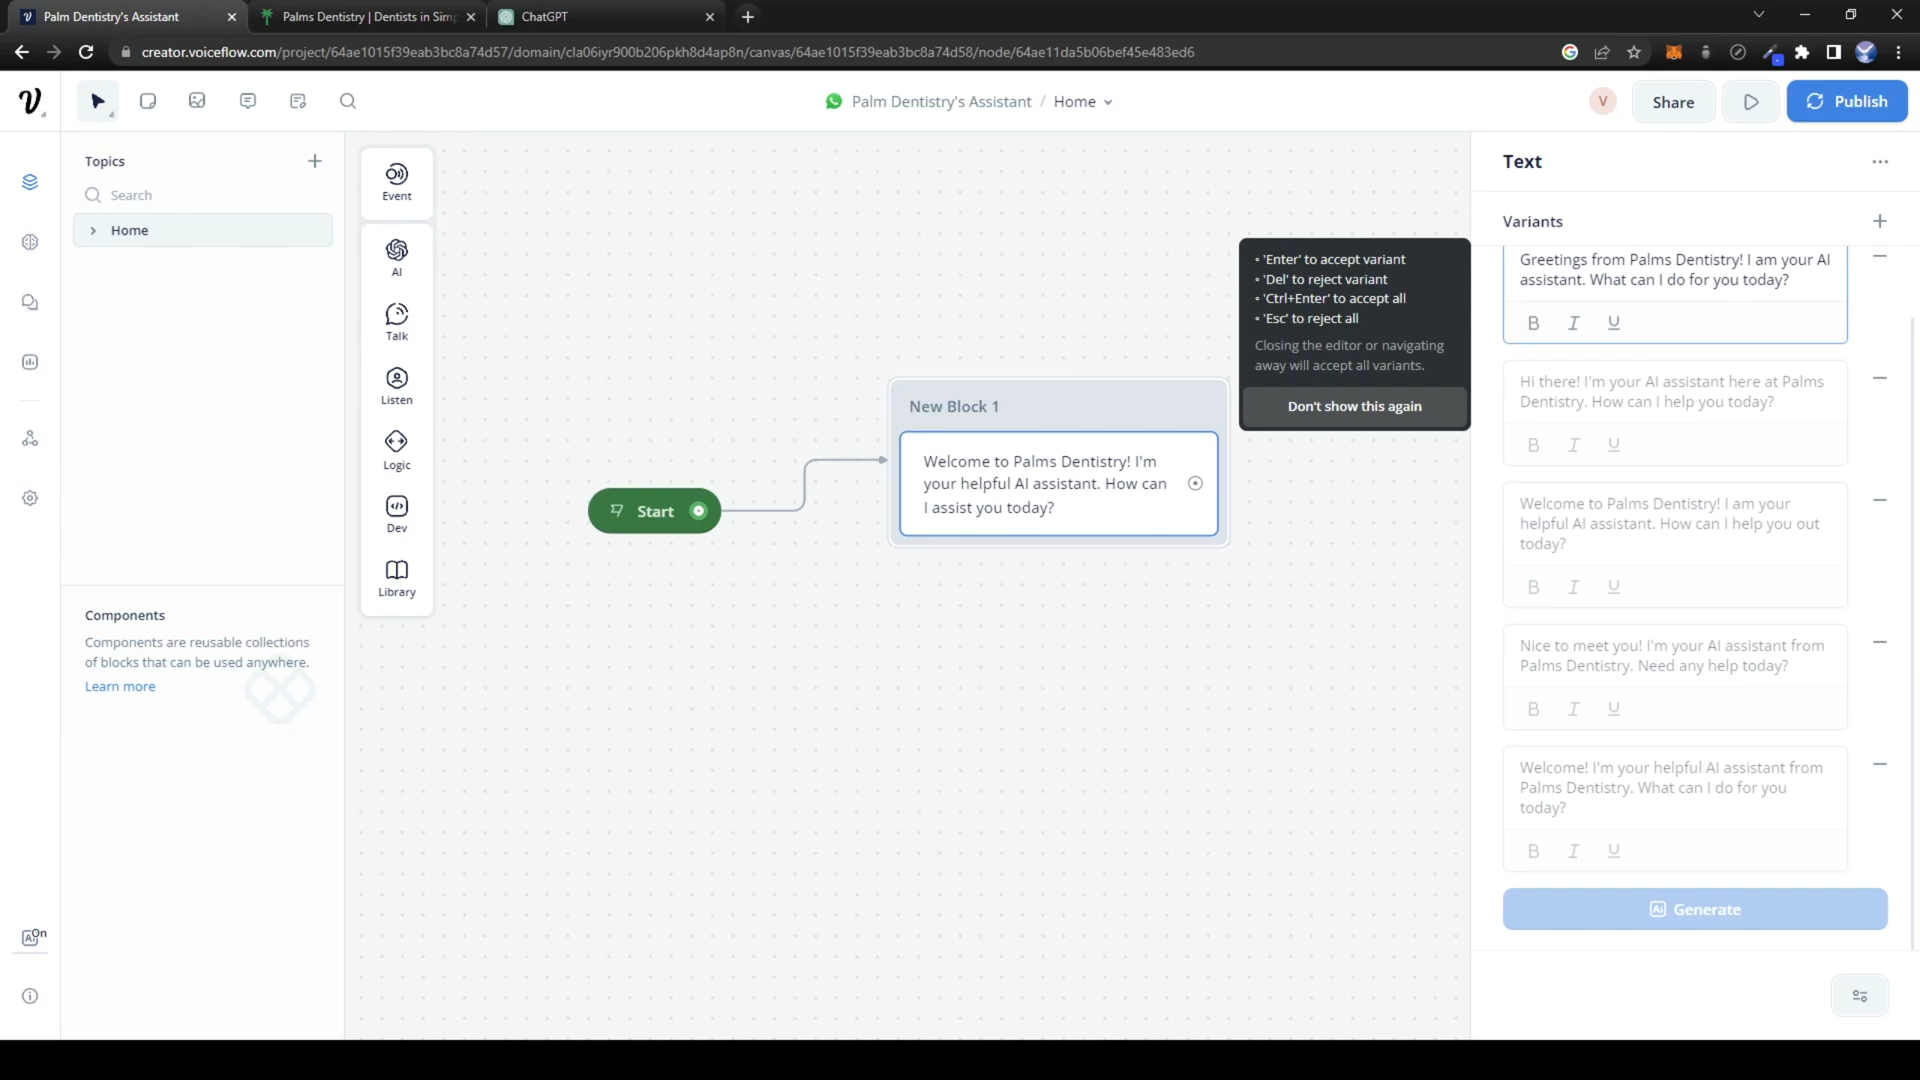 Palm Dentistry's Assistant
Palms Dentistry | Dentists in Simp
ChatGPT
creator.voiceflow.com/project/64ae1015f39eab3bc8a74d57/domain/cla06iyr900b206pkh8d4ap8n/canvas/64ae1015f39eab3bc8a74d58/node/64ae11da5b06bef45e483ed6
Palm Dentistry's Assistant / Home
V
Share
Publish
Topics
Search
Home
Components
Components are reusable collections
of blocks that can be used anywhere.
Learn more
On
Event
AI
Talk
Listen
Logic
Dev
Library
Start
New Block 1
Welcome to Palms Dentistry! I'm
your helpful AI assistant. How can
I assist you today?
• 'Enter' to accept variant
• 'Del' to reject variant
• 'Ctrl+Enter' to accept all
• 'Esc' to reject all
Closing the editor or navigating
away will accept all variants.
Don't show this again
Text
Variants
Greetings from Palms Dentistry! I am your AI
assistant. What can I do for you today?
B I U
Hi there! I'm your AI assistant here at Palms
Dentistry. How can I help you today?
B I U
Welcome to Palms Dentistry! I am your
helpful AI assistant. How can I help you out
today?
B I U
Nice to meet you! I'm your AI assistant from
Palms Dentistry. Need any help today?
B I U
Welcome! I'm your helpful AI assistant from
Palms Dentistry. What can I do for you
today?
B I U
Ai Generate